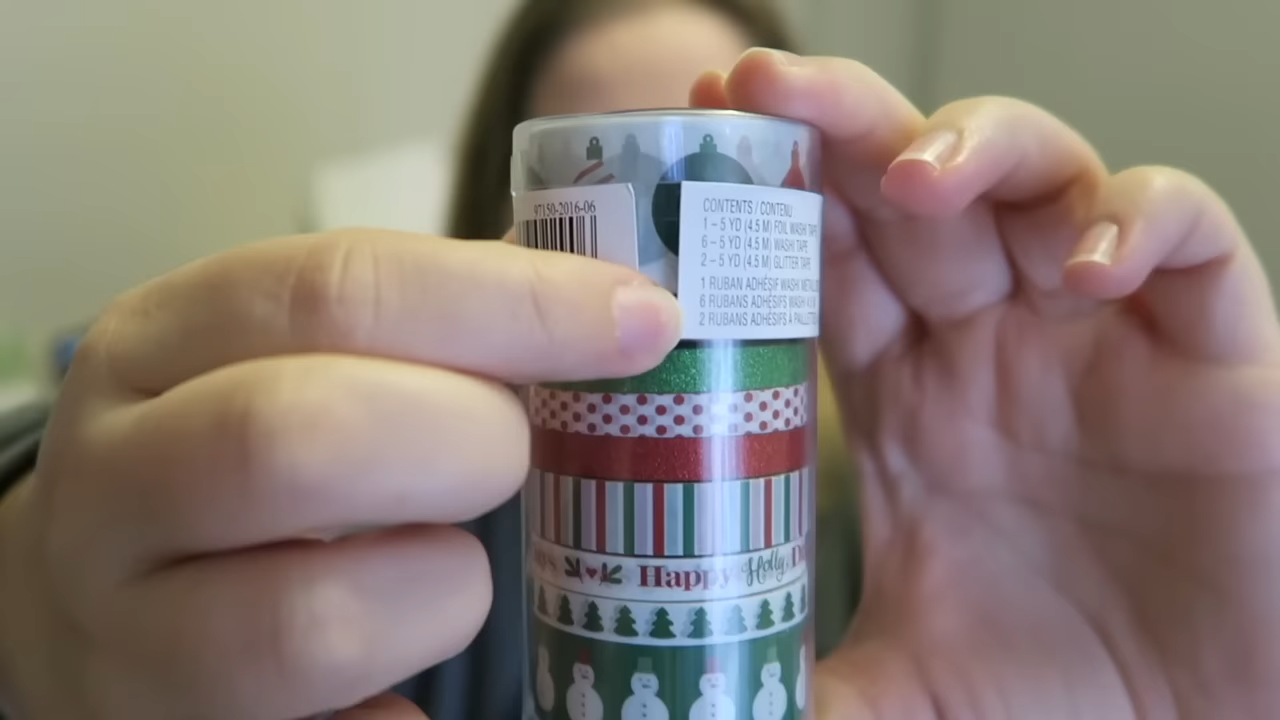 97150-2016-06
CONTENTS / CONTENU
1 – 5 YD (4.5 M) FOIL WASHI TAPE
6 – 5 YD (4.5 M) WASHI TAPE
2 – 5 YD (4.5 M) GLITTER TAPE
1 RUBAN ADHÉSIF WASHI
6 RUBANS ADHÉSIFS WASHI
2 RUBANS ADHÉSIFS À
Happy Holly